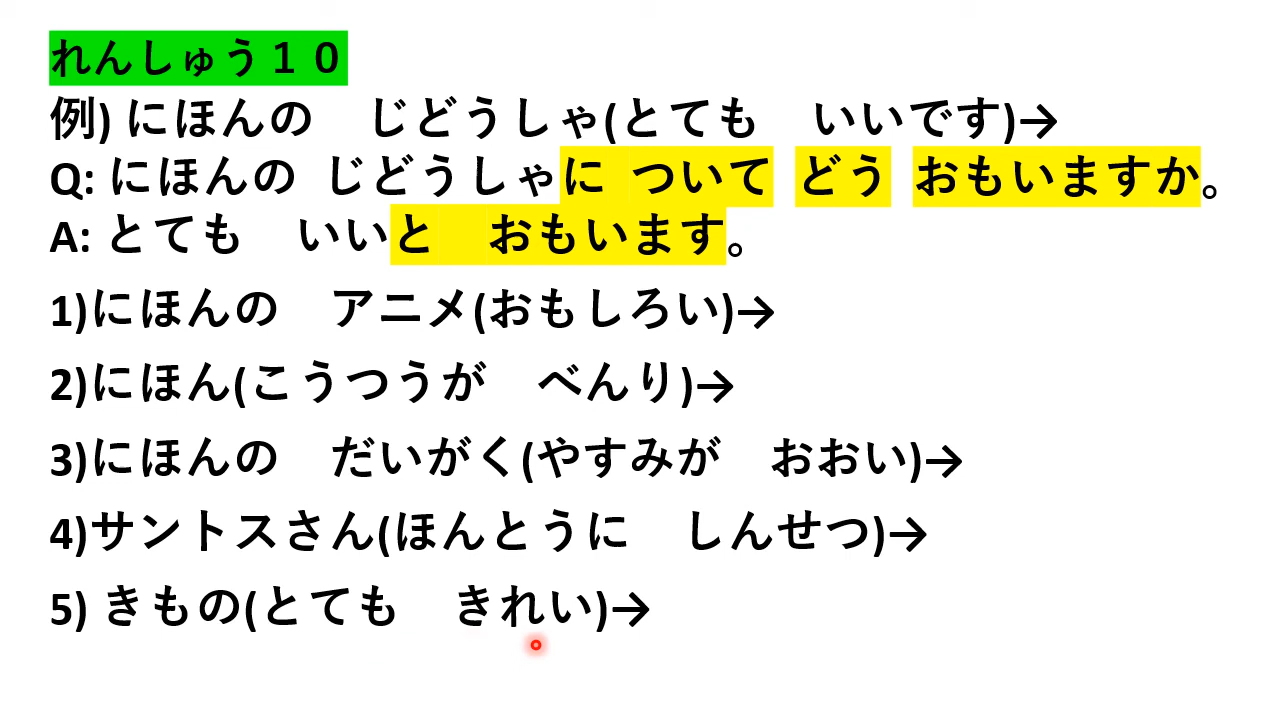 れんしゅう１０
例) にほんの　じどうしゃ(とても　いいです)→
Q: にほんの じどうしゃに ついて どう おもいますか。
A: とても　いいと　おもいます。
1)にほんの　アニメ(おもしろい)→
2)にほん(こうつうが　べんり)→
3)にほんの　だいがく(やすみが　おおい)→
4)サントスさん(ほんとうに　しんせつ)→
5) きもの(とても　きれい)→